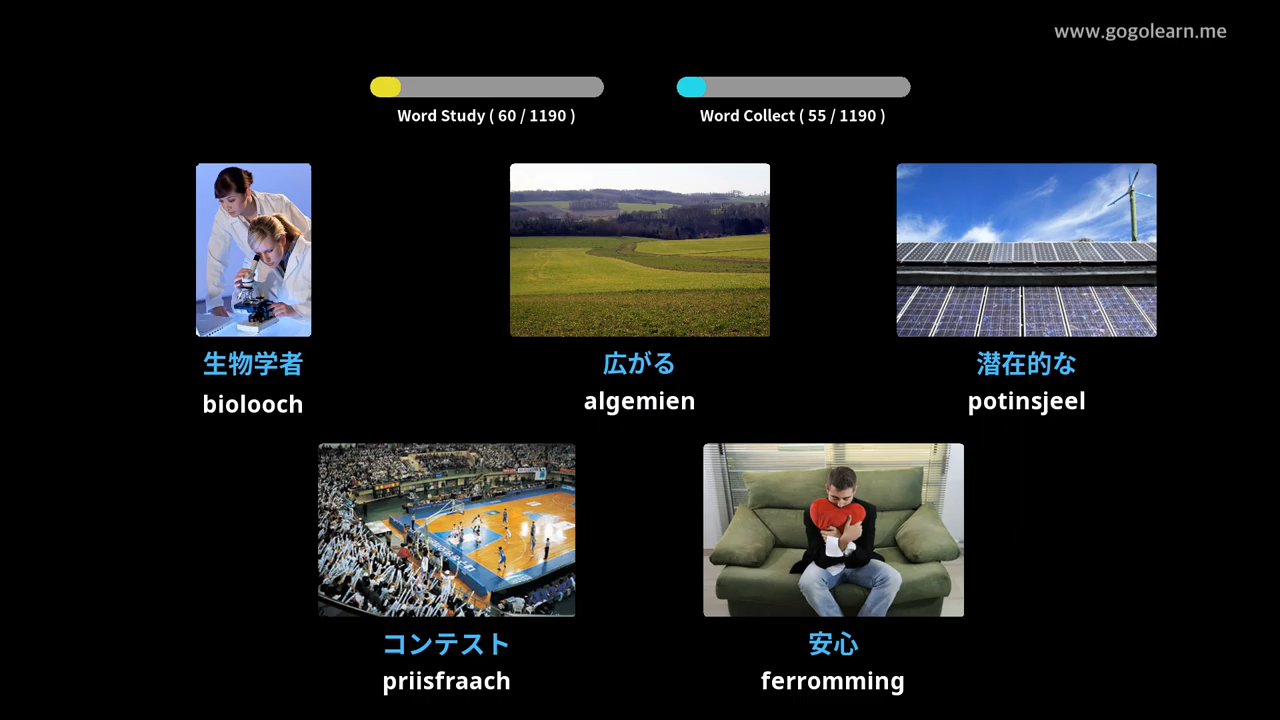 www.gogolearn.me
Word Study ( 60 / 1190 )
Word Collect ( 55 / 1190 )
生物学者
biolooch
広がる
algemien
潜在的な
potinsjeel
コンテスト
priisfraach
安心
ferromming